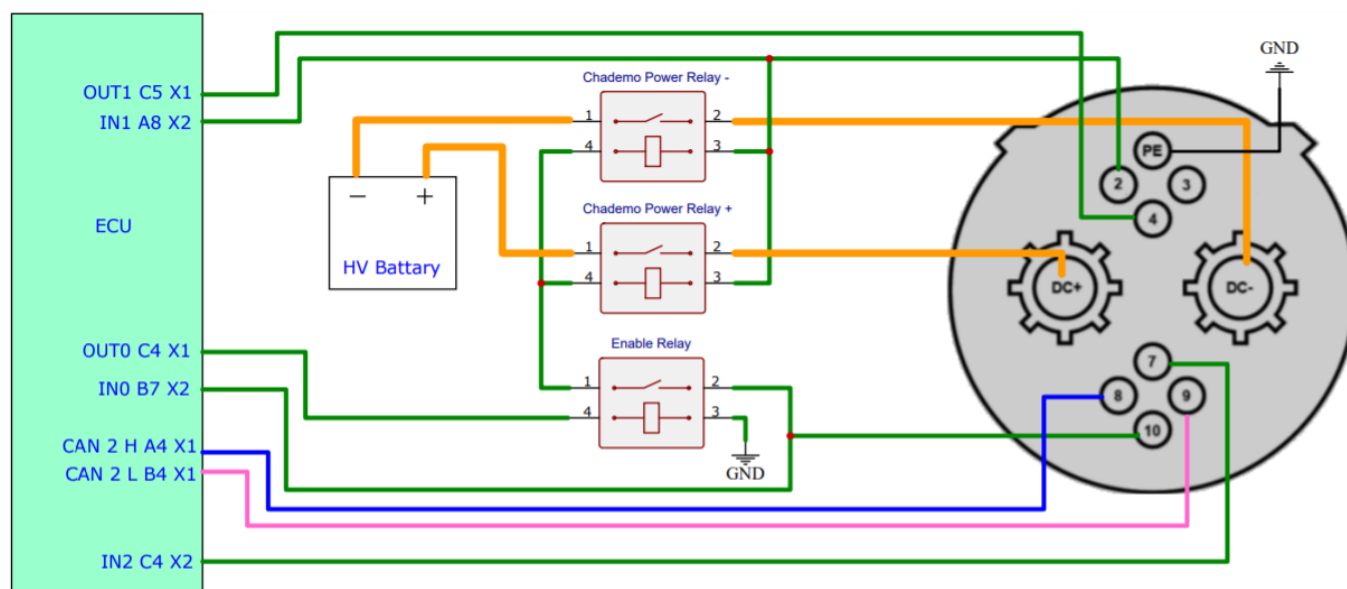 GND
Chademo Power Relay -
OUT1 C5 X1
IN1 A8 X2
1
2
4
3
PE
2
3
4
− +
HV Battary
Chademo Power Relay +
1
2
4
3
ECU
DC+
DC-
Enable Relay
OUT0 C4 X1
IN0 B7 X2
1
2
4
3
GND
7
8
9
10
CAN 2 H A4 X1
CAN 2 L B4 X1
IN2 C4 X2